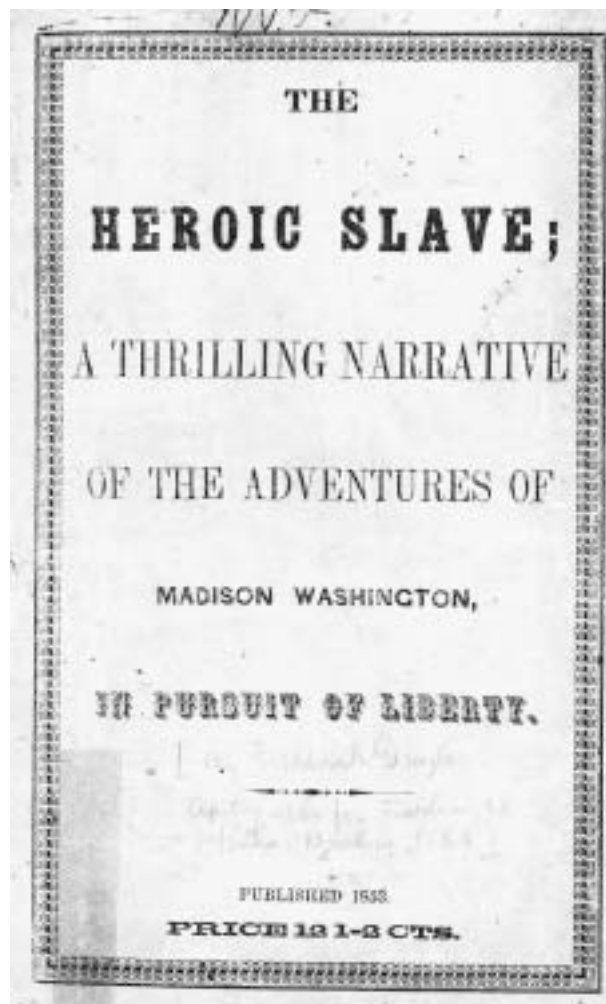 THE
HEROIC SLAVE;
A THRILLING NARRATIVE
OF THE ADVENTURES OF
MADISON WASHINGTON,
IN PURSUIT OF LIBERTY.
PUBLISHED 1853.
PRICE 12 1-2 CTS.